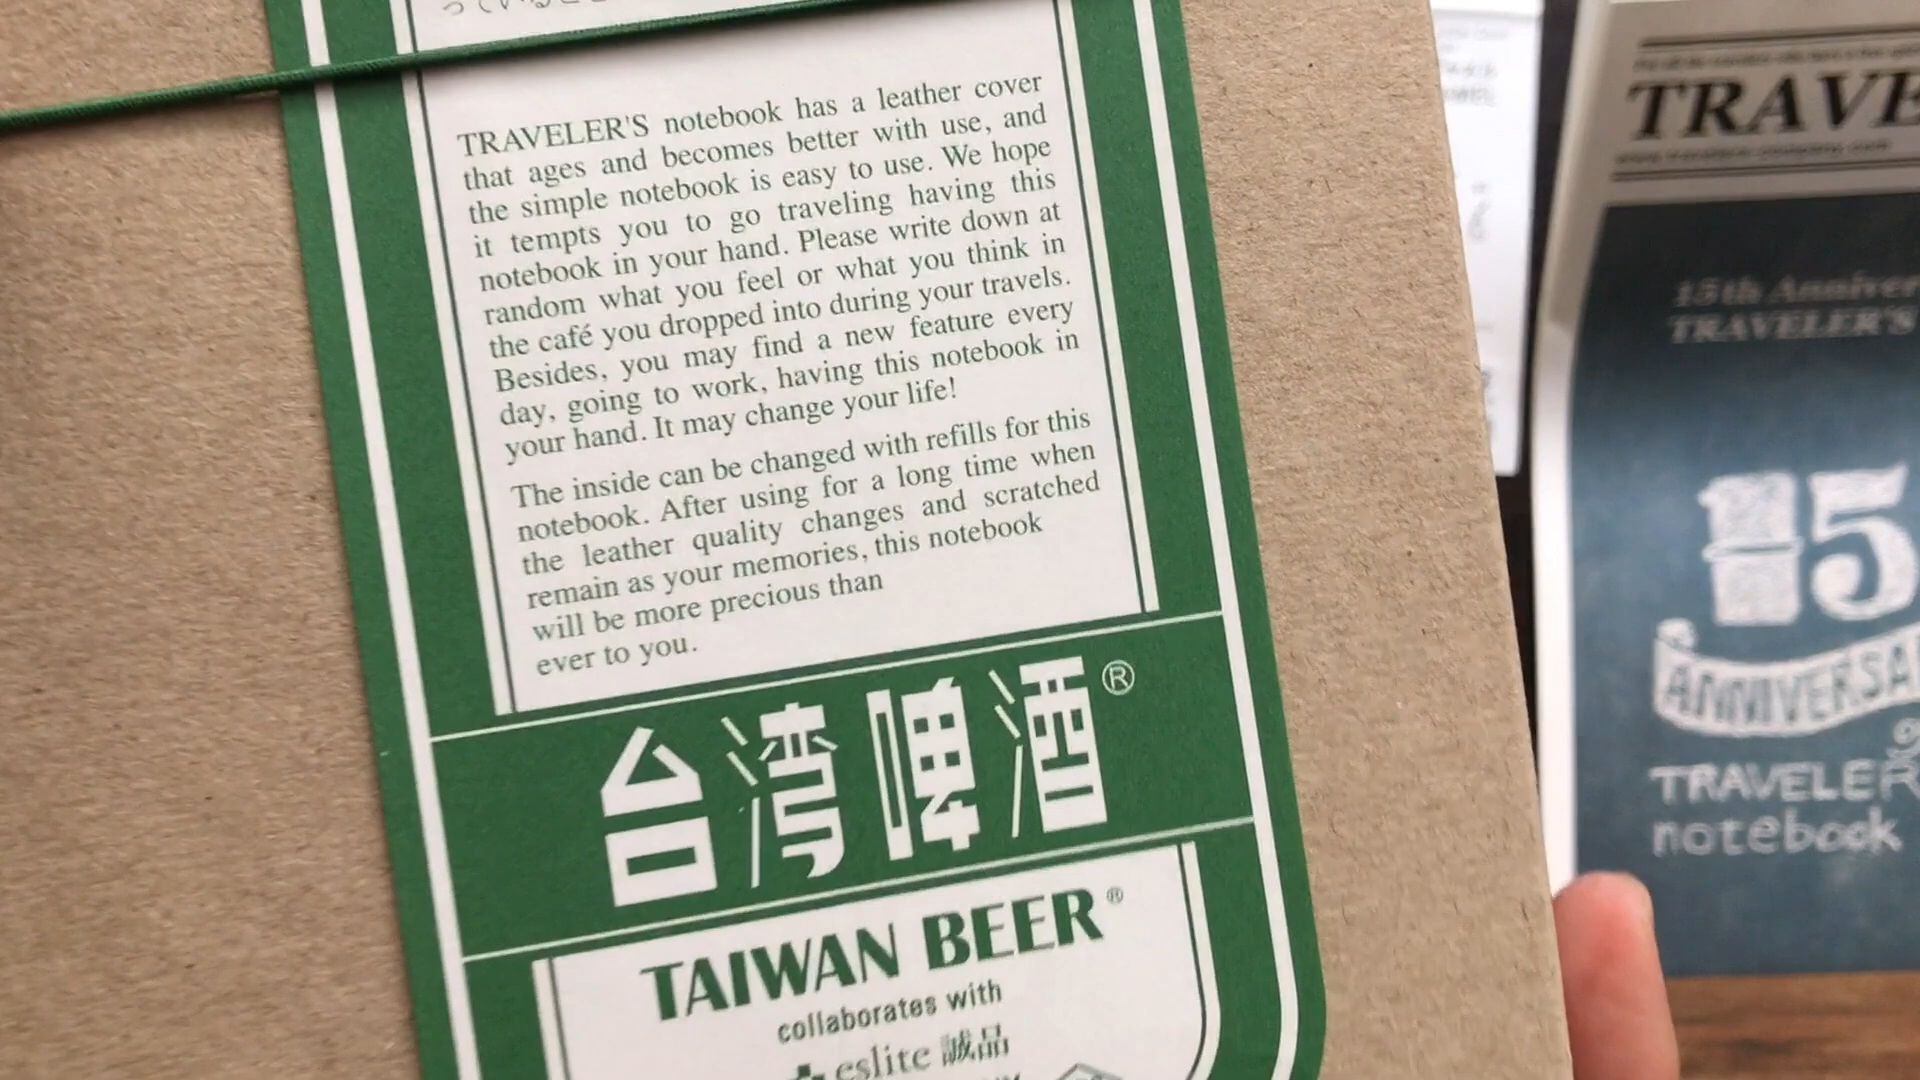 っている
TRAVELER'S notebook has a leather cover
that ages and becomes better with use, and
the simple notebook is easy to use. We hope
it tempts you to go traveling having this
notebook in your hand. Please write down at
random what you feel or what you think in
the café you dropped into during your travels.
Besides, you may find a new feature every
day, going to work, having this notebook in
your hand. It may change your life!
The inside can be changed with refills for this
notebook. After using for a long time when
the leather quality changes and scratched
remain as your memories, this notebook
will be more precious than
ever to you.
台湾啤酒®
TAIWAN BEER®
collaborates with
eslite 誠品
TRAVE
15th Anniver
TRAVELER'S
15
ANNIVERSA
TRAVELER
notebook